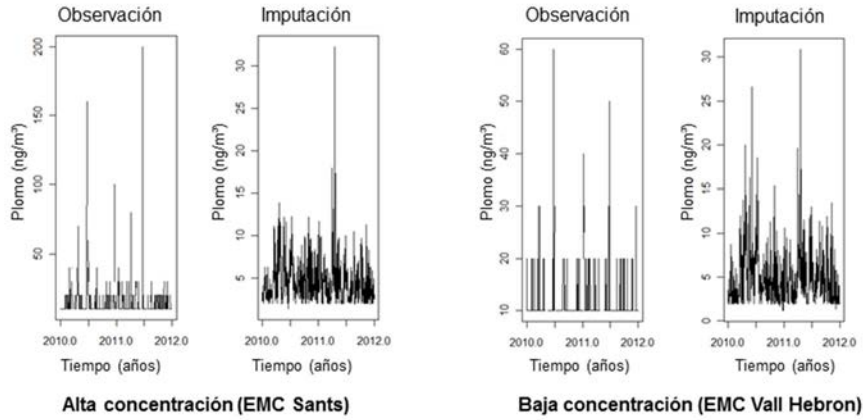 Observación
Imputación
Observación
Imputación
Plomo (ng/m³)
50
100
150
200
2010.0
2011.0
2012.0
Tiempo (años)
Plomo (ng/m³)
5
10
15
20
25
30
2010.0
2011.0
2012.0
Tiempo (años)
Plomo (ng/m³)
10
20
30
40
50
60
2010.0
2011.0
2012.0
Tiempo (años)
Plomo (ng/m³)
0
5
10
15
20
25
30
2010.0
2011.0
2012.0
Tiempo (años)
Alta concentración (EMC Sants)
Baja concentración (EMC Vall Hebron)